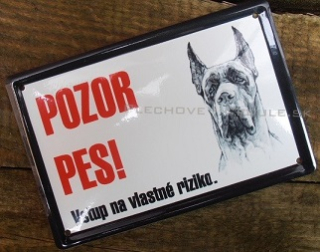 POZOR
PES!
Vstup na vlastné riziko.